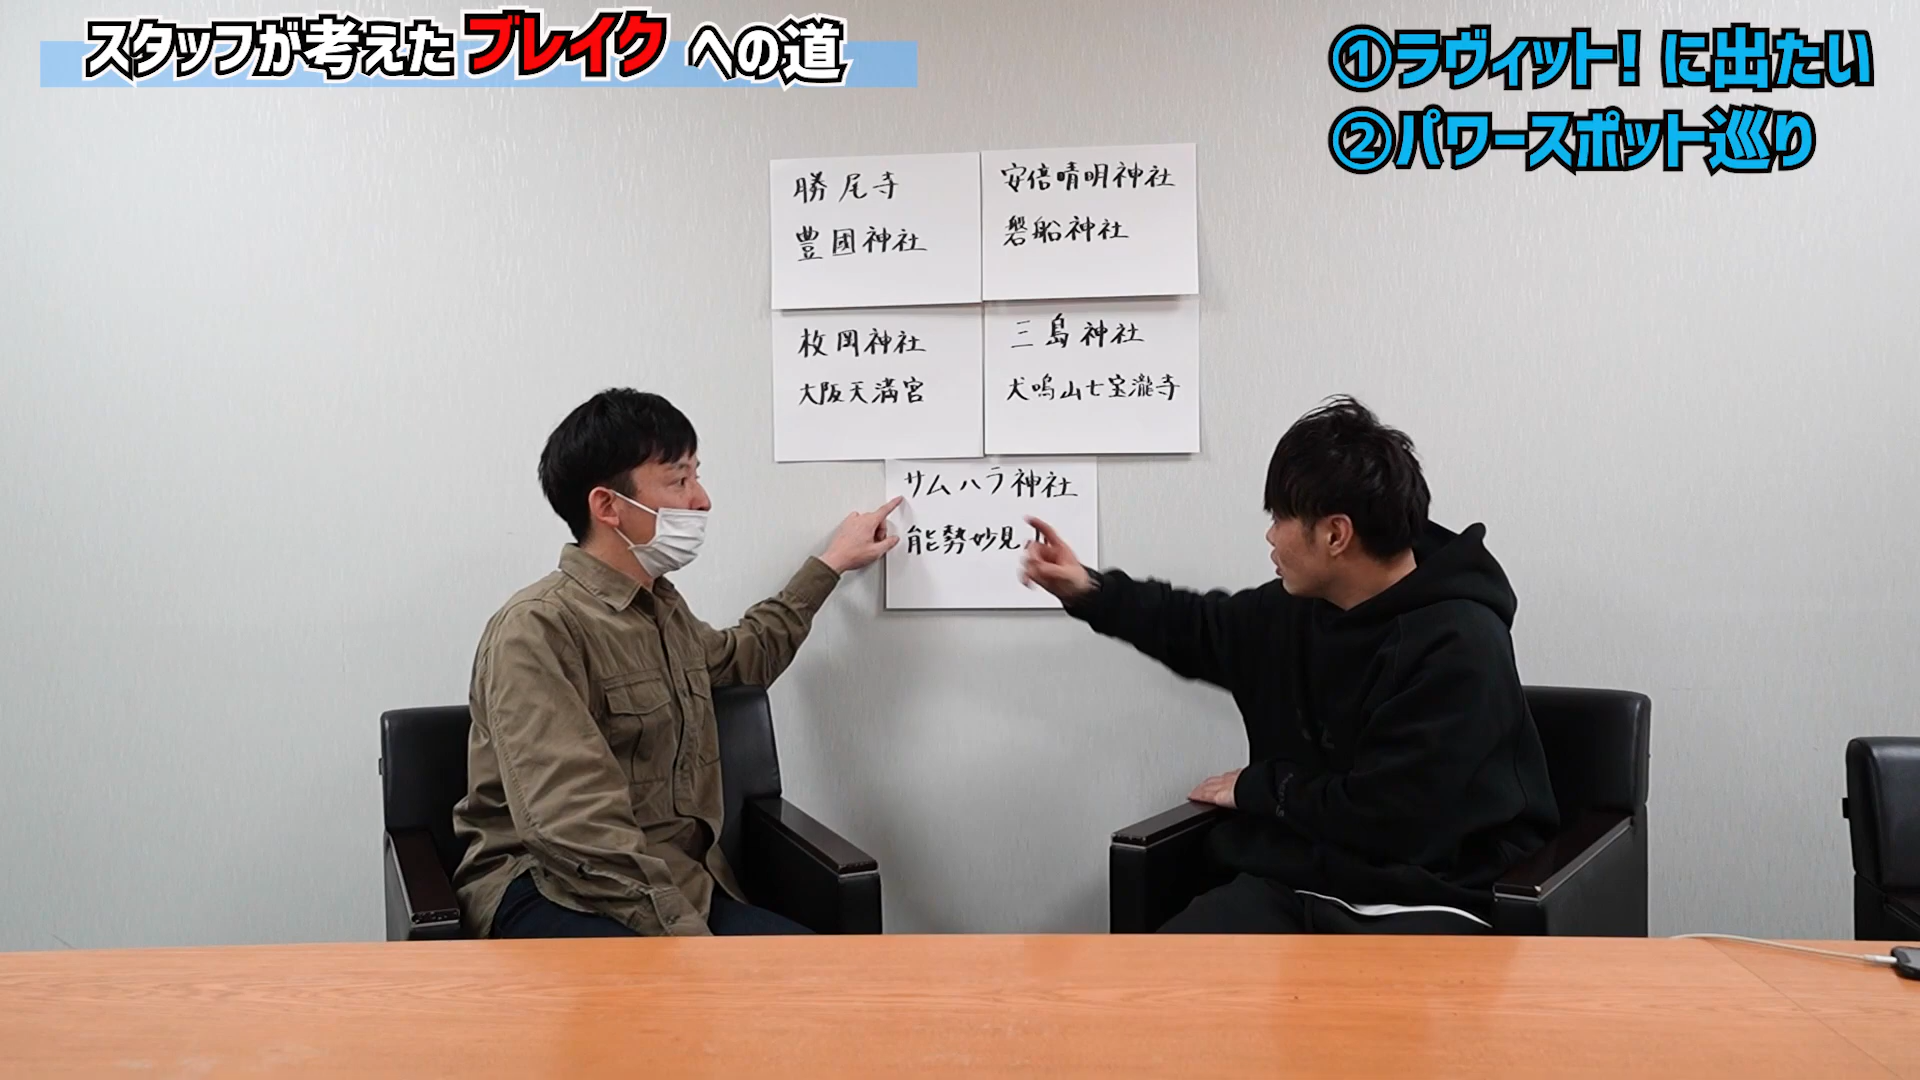 スタッフが考えたブレイクへの道
①ラヴィット！に出たい
②パワースポット巡り
勝尾寺
豊國神社
安倍晴明神社
磐船神社
枚岡神社
大阪天満宮
三島神社
犬鳴山七宝瀧寺
サムハラ神社
能勢妙見